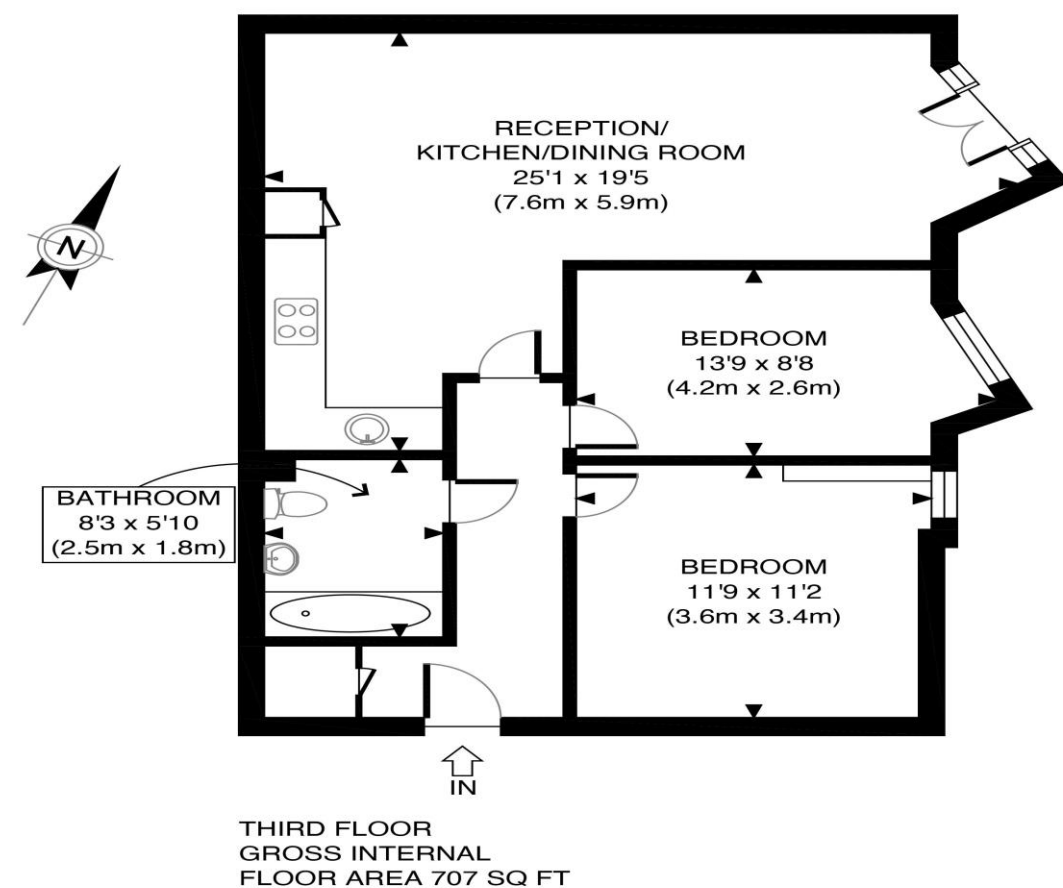 RECEPTION/
KITCHEN/DINING ROOM
25'1 x 19'5
(7.6m x 5.9m)
N
BEDROOM
13'9 x 8'8
(4.2m x 2.6m)
BATHROOM
8'3 x 5'10
(2.5m x 1.8m)
BEDROOM
11'9 x 11'2
(3.6m x 3.4m)
IN
THIRD FLOOR
GROSS INTERNAL
FLOOR AREA 707 SQ FT